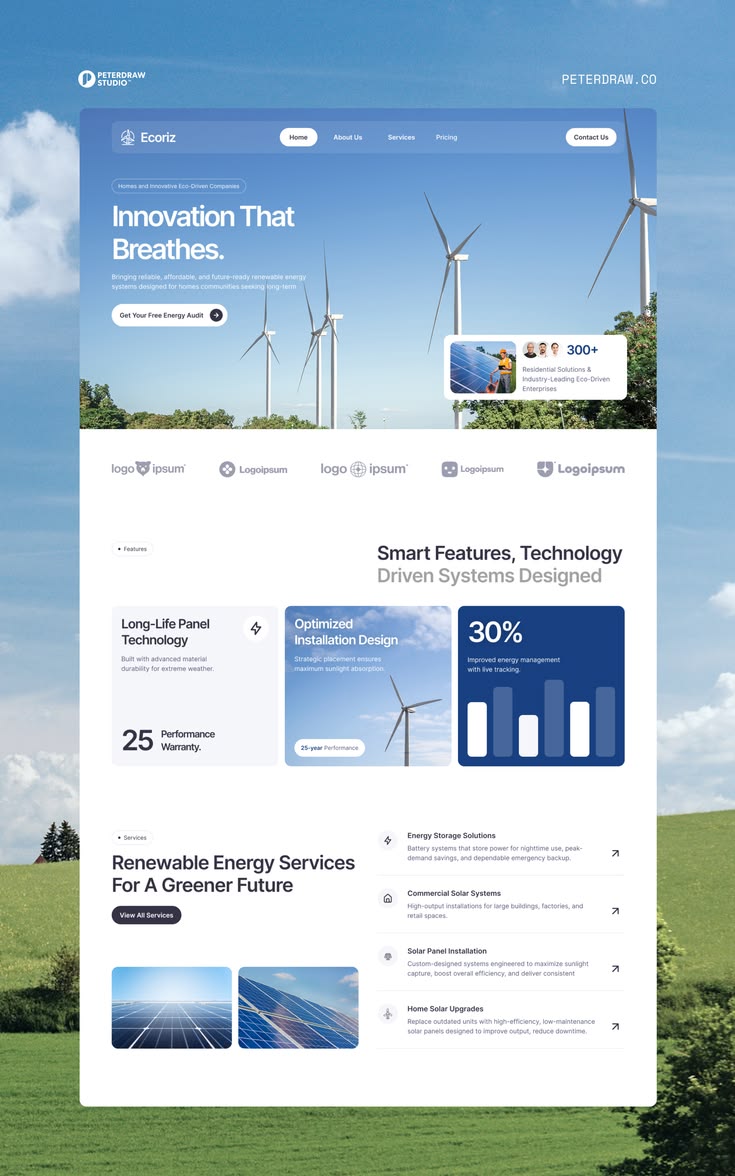 PETERDRAW
STUDIO™
PETERDRAW.CO
Ecoriz
Home
About Us
Services
Pricing
Contact Us
Homes and Innovative Eco-Driven Companies
Innovation That
Breathes.
Bringing reliable, affordable, and future-ready renewable energy
systems designed for homes communities seeking long-term
Get Your Free Energy Audit
300+
Residential Solutions &
Industry-Leading Eco-Driven
Enterprises
logo ipsum
Logoipsum
logo ipsum
Logoipsum
Logoipsum
Features
Smart Features, Technology
Driven Systems Designed
Long-Life Panel
Technology
Built with advanced material
durability for extreme weather.
25
Performance
Warranty.
Optimized
Installation Design
Strategic placement ensures
maximum sunlight absorption.
25-year Performance
30%
Improved energy management
with live tracking.
Services
Renewable Energy Services
For A Greener Future
View All Services
Energy Storage Solutions
Battery systems that store power for nighttime use, peak-
demand savings, and dependable emergency backup.
Commercial Solar Systems
High-output installations for large buildings, factories, and
retail spaces.
Solar Panel Installation
Custom-designed systems engineered to maximize sunlight
capture, boost overall efficiency, and deliver consistent
Home Solar Upgrades
Replace outdated units with high-efficiency, low-maintenance
solar panels designed to improve output, reduce downtime.